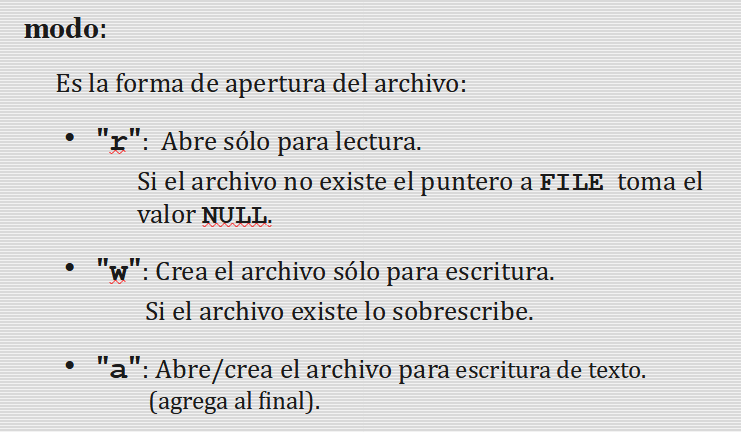 modo:
Es la forma de apertura del archivo:
• "r":  Abre sólo para lectura.
Si el archivo no existe el puntero a FILE toma el
valor NULL.
• "w": Crea el archivo sólo para escritura.
Si el archivo existe lo sobrescribe.
• "a": Abre/crea el archivo para escritura de texto.
(agrega al final).